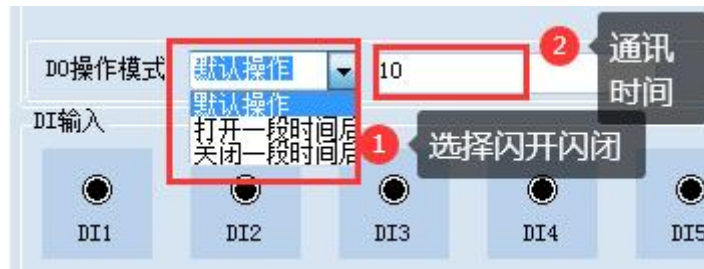 DO操作模式
默认操作
10
2
通讯
时间
默认操作
打开一段时间后
关闭一段时间后
1
选择闪开闪闭
DI输入
DI1
DI2
DI3
DI4
DI5